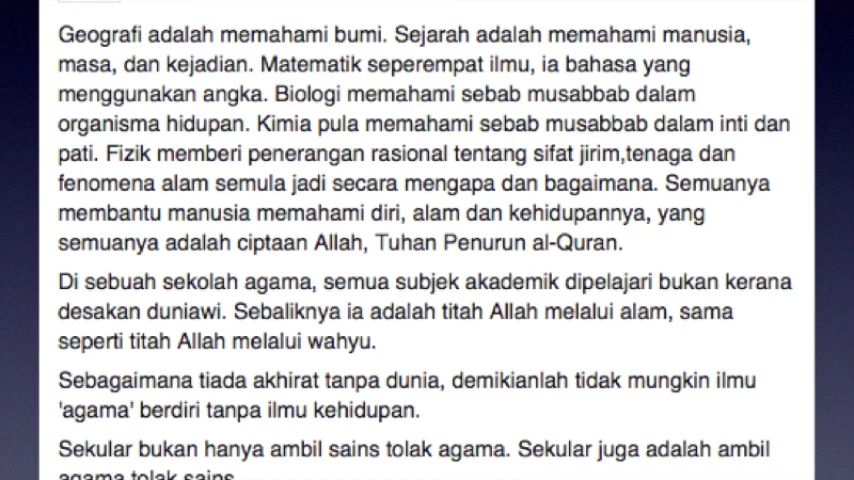 Geografi adalah memahami bumi. Sejarah adalah memahami manusia,
masa, dan kejadian. Matematik seperempat ilmu, ia bahasa yang
menggunakan angka. Biologi memahami sebab musabbab dalam
organisma hidupan. Kimia pula memahami sebab musabbab dalam inti dan
pati. Fizik memberi penerangan rasional tentang sifat jirim,tenaga dan
fenomena alam semula jadi secara mengapa dan bagaimana. Semuanya
membantu manusia memahami diri, alam dan kehidupannya, yang
semuanya adalah ciptaan Allah, Tuhan Penurun al-Quran.
Di sebuah sekolah agama, semua subjek akademik dipelajari bukan kerana
desakan duniawi. Sebaliknya ia adalah titah Allah melalui alam, sama
seperti titah Allah melalui wahyu.
Sebagaimana tiada akhirat tanpa dunia, demikianlah tidak mungkin ilmu
'agama' berdiri tanpa ilmu kehidupan.
Sekular bukan hanya ambil sains tolak agama. Sekular juga adalah ambil
agama tolak sains